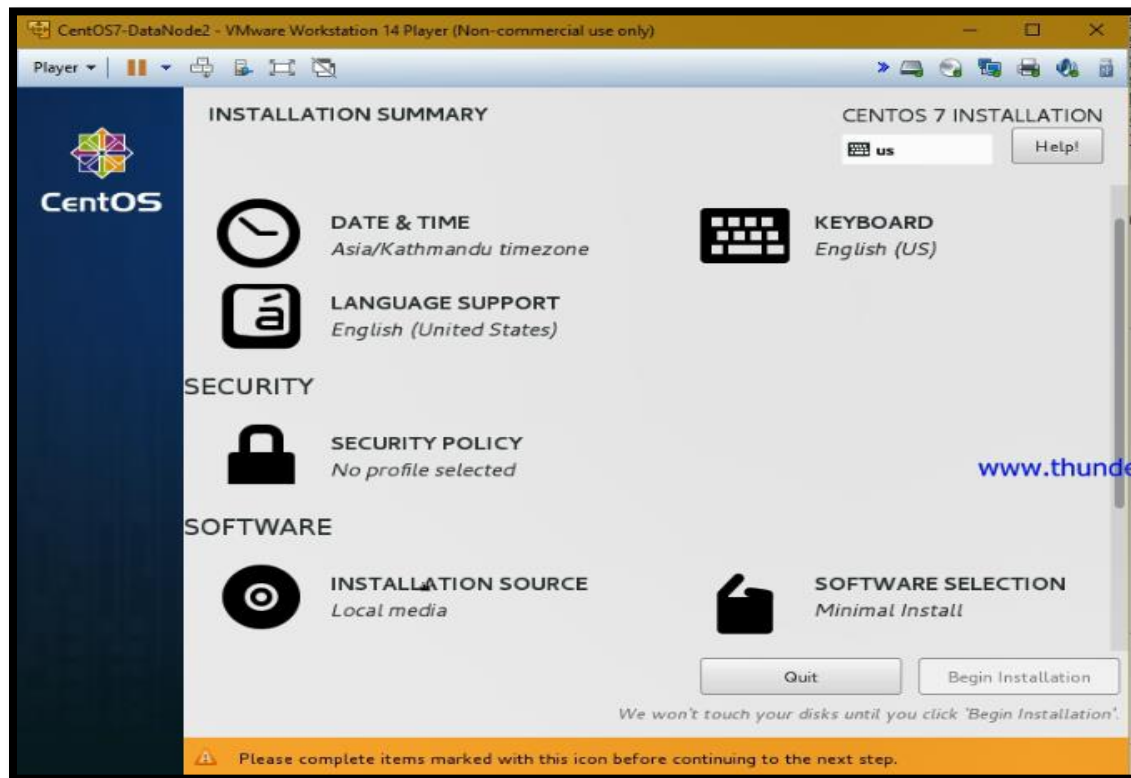 CentOS7-DataNode2 - VMware Workstation 14 Player (Non-commercial use only)
Player
INSTALLATION SUMMARY
CENTOS 7 INSTALLATION
us
Help!
CentOS
DATE & TIME
Asia/Kathmandu timezone
KEYBOARD
English (US)
á
LANGUAGE SUPPORT
English (United States)
SECURITY
SECURITY POLICY
No profile selected
www.thunde
SOFTWARE
INSTALLATION SOURCE
Local media
SOFTWARE SELECTION
Minimal Install
Quit
Begin Installation
We won't touch your disks until you click 'Begin Installation'.
Please complete items marked with this icon before continuing to the next step.